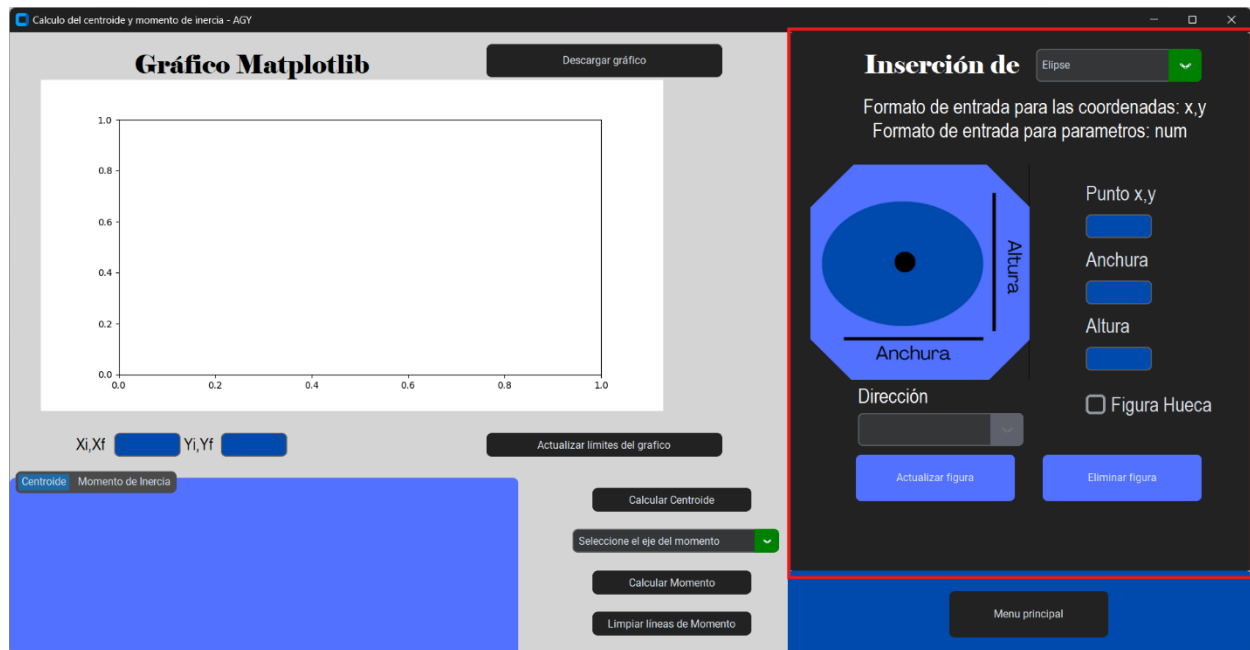 Calculo del centroide y momento de inercia - AGY
Gráfico Matplotlib
Descargar gráfico
1.0
0.8
0.6
0.4
0.2
0.0
0.0 0.2 0.4 0.6 0.8 1.0
Xi,Xf Yi,Yf
Actualizar límites del grafico
Centroide Momento de Inercia
Calcular Centroide
Seleccione el eje del momento
Calcular Momento
Limpiar líneas de Momento
Inserción de Elipse
Formato de entrada para las coordenadas: x,y
Formato de entrada para parametros: num
Altura
Anchura
Punto x,y
Anchura
Altura
Dirección
Figura Hueca
Actualizar figura
Eliminar figura
Menu principal